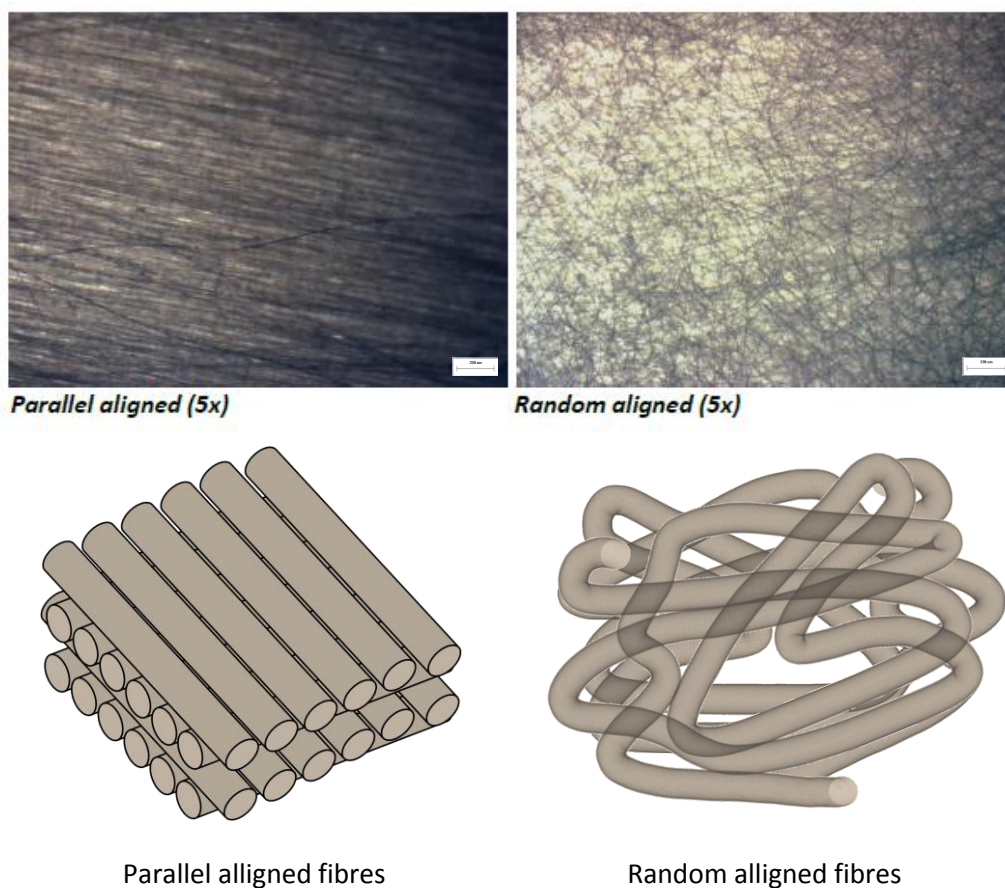 Parallel aligned (5x)
Random aligned (5x)
Parallel alligned fibres
Random alligned fibres